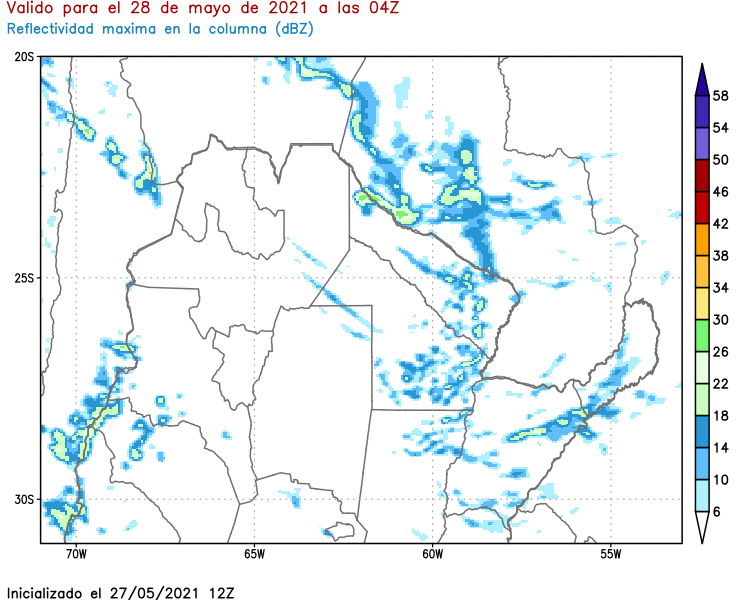 Valido para el 28 de mayo de 2021 a las 04Z
Reflectividad maxima en la columna (dBZ)
20S
25S
30S
70W
65W
60W
55W
58
54
50
46
42
38
34
30
26
22
18
14
10
6
Inicializado el 27/05/2021 12Z